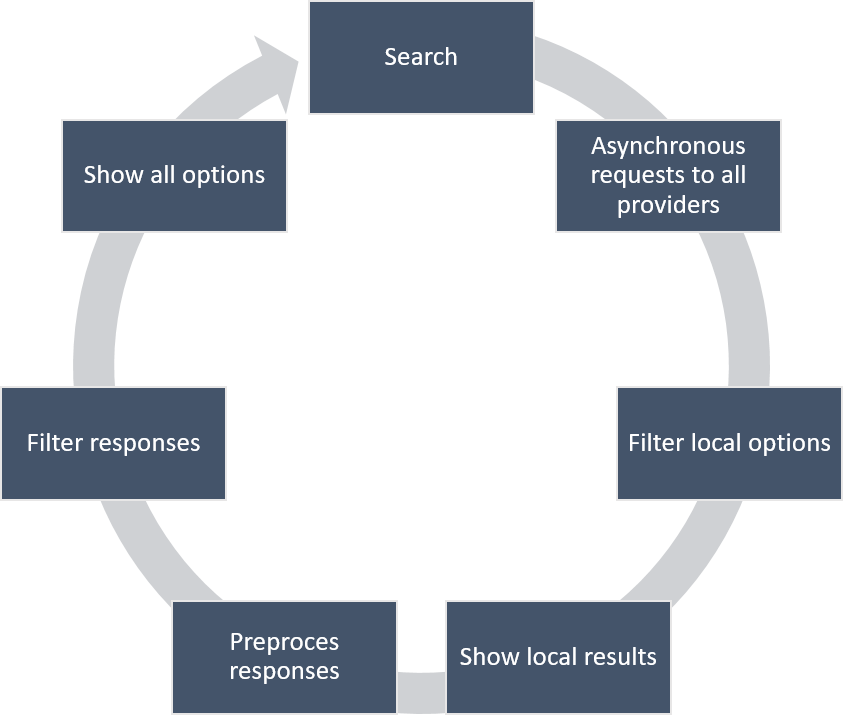 Search
Asynchronous
requests to all
providers
Filter local options
Show local results
Preproces
responses
Filter responses
Show all options